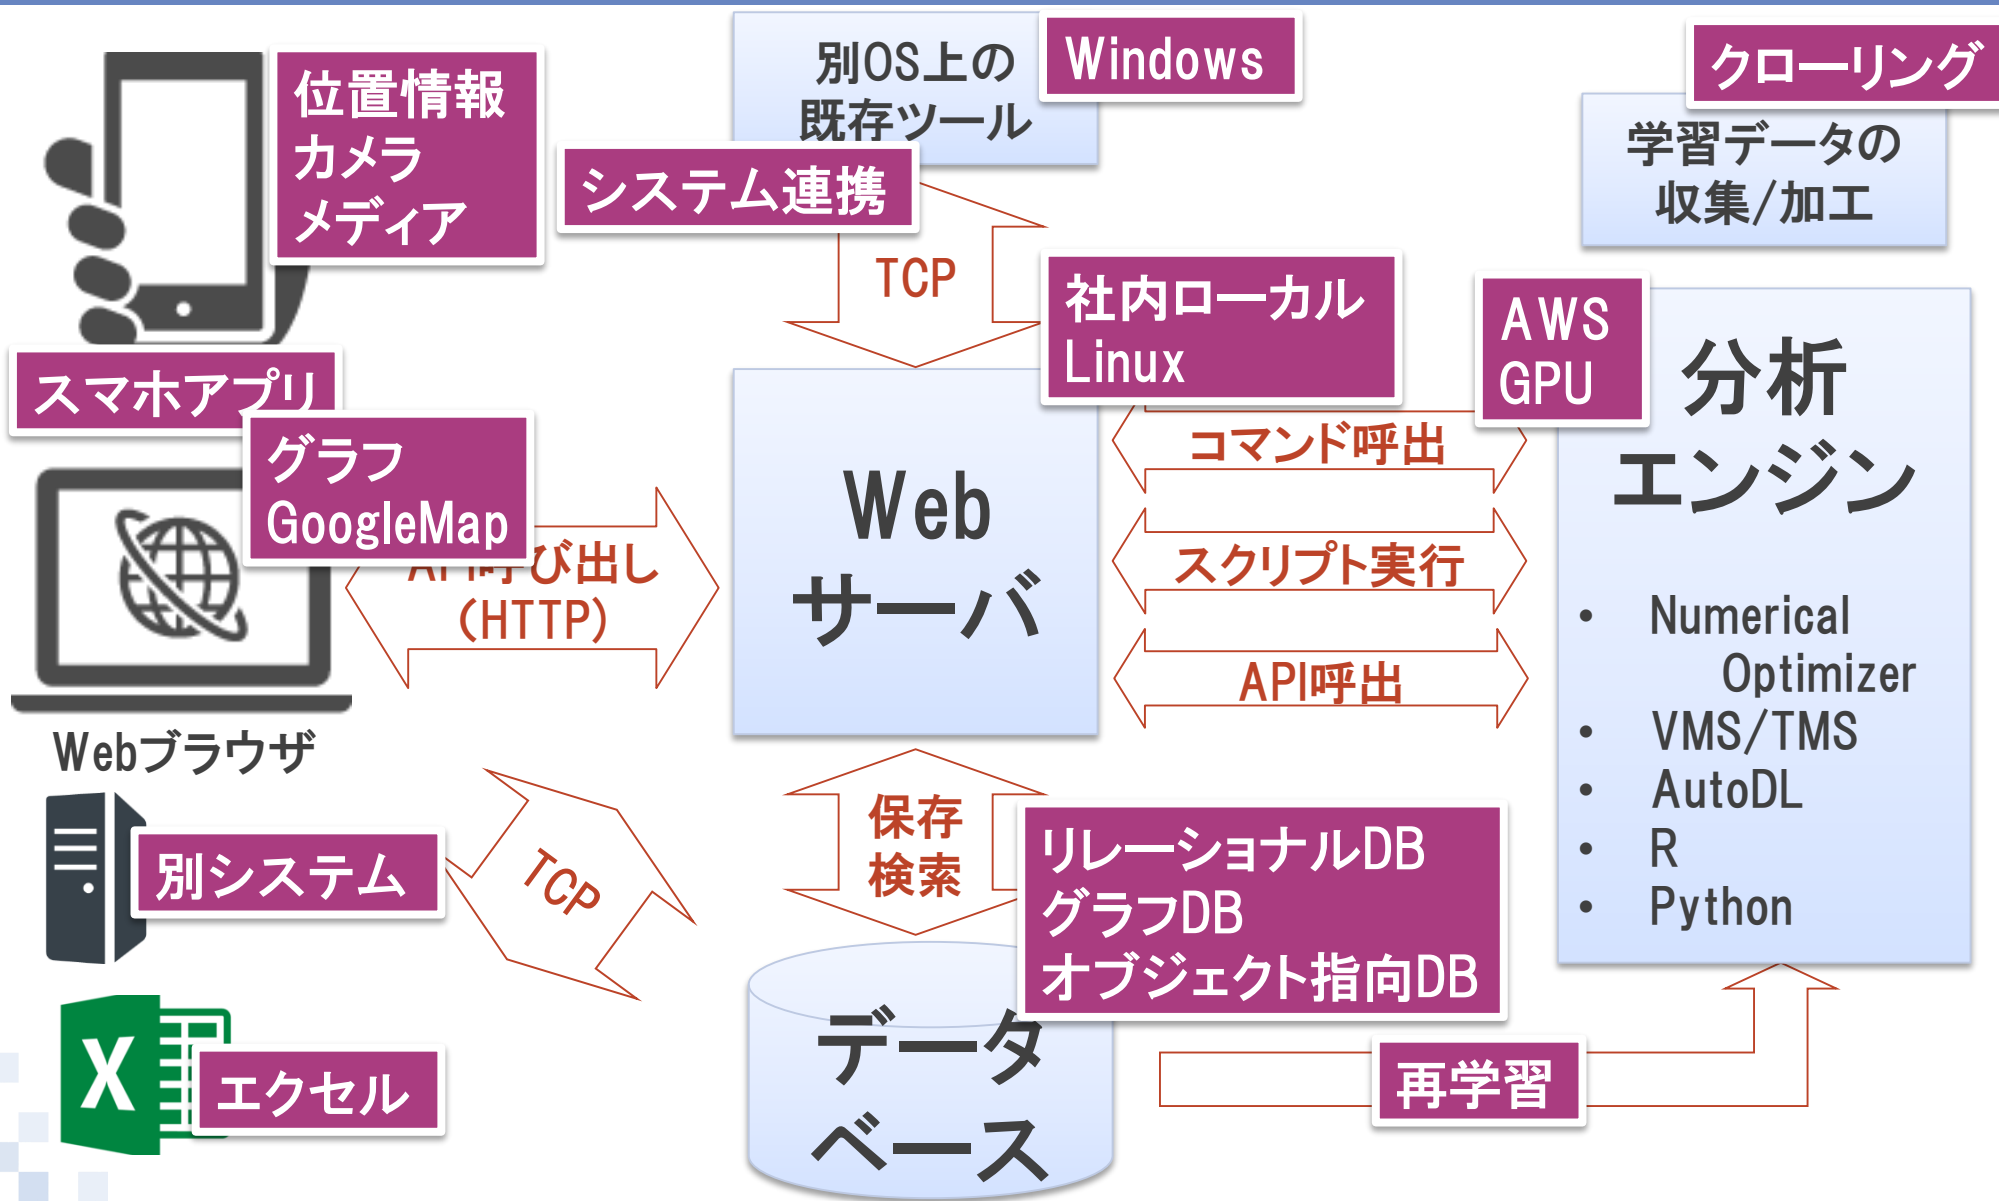 位置情報
カメラ
メディア
スマホアプリ
グラフ
GoogleMap
API呼び出し
(HTTP)
Webブラウザ
別システム
TCP
エクセル
別OS上の
既存ツール
Windows
システム連携
TCP
社内ローカル
Linux
Web
サーバ
コマンド呼出
スクリプト実行
API呼出
保存
検索
リレーショナルDB
グラフDB
オブジェクト指向DB
データ
ベース
再学習
クローリング
学習データの
収集/加工
AWS
GPU
分析
エンジン
• Numerical
Optimizer
• VMS/TMS
• AutoDL
• R
• Python